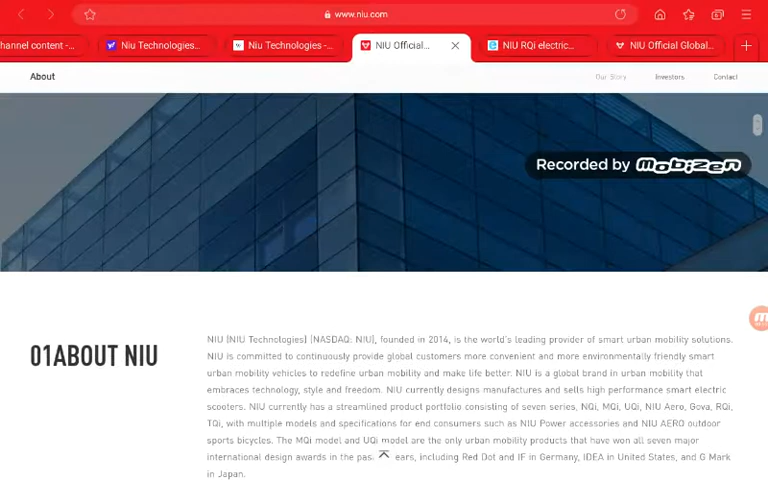 www.niu.com
hannel content -...
Niu Technologies...
Niu Technologies -...
NIU Official...
NIU RQi electric...
NIU Official Global...
About
Our Story
Investors
Contact
Recorded by mobizen
01ABOUT NIU
NIU (NIU Technologies) [NASDAQ: NIU], founded in 2014, is the world's leading provider of smart urban mobility solutions.
NIU is committed to continuously provide global customers more convenient and more environmentally friendly smart
urban mobility vehicles to redefine urban mobility and make life better. NIU is a global brand in urban mobility that
embraces technology, style and freedom. NIU currently designs manufactures and sells high performance smart electric
scooters. NIU currently has a streamlined product portfolio consisting of seven series, NQi, MQi, UQi, NIU Aero, Gova, RQi,
TQi, with multiple models and specifications for end consumers such as NIU Power accessories and NIU AERO outdoor
sports bicycles. The MQi model and UQi model are the only urban mobility products that have won all seven major
international design awards in the pas ears, including Red Dot and IF in Germany, IDEA in United States, and G Mark
in Japan.